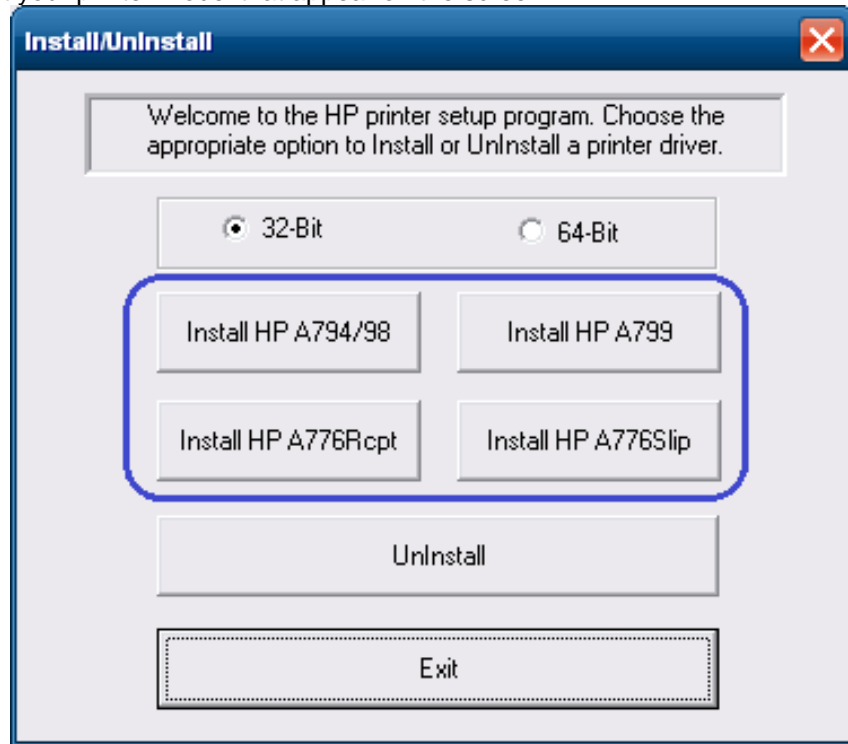 Install/UnInstall
Welcome to the HP printer setup program. Choose the
appropriate option to Install or UnInstall a printer driver.
32-Bit 64-Bit
Install HP A794/98 Install HP A799
Install HP A776Rcpt Install HP A776Slip
UnInstall
Exit